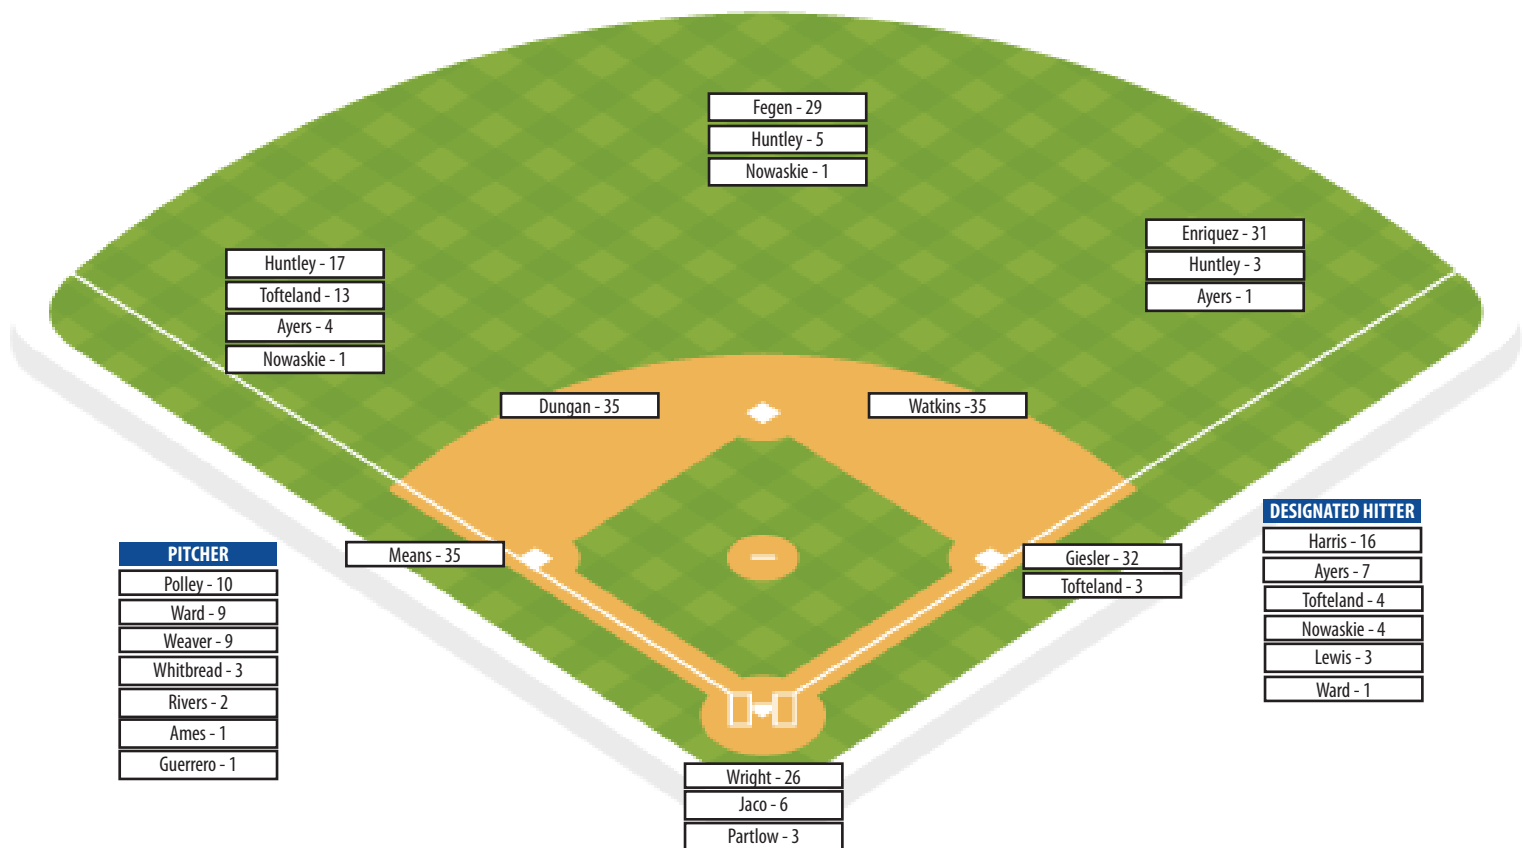 Fegen - 29
Huntley - 5
Nowaskie - 1
Enriquez - 31
Huntley - 3
Ayers - 1
Huntley - 17
Tofteland - 13
Ayers - 4
Nowaskie - 1
Dungan - 35
Watkins -35
Means - 35
Giesler - 32
Tofteland - 3
PITCHER
Polley - 10
Ward - 9
Weaver - 9
Whitbread - 3
Rivers - 2
Ames - 1
Guerrero - 1
DESIGNATED HITTER
Harris - 16
Ayers - 7
Tofteland - 4
Nowaskie - 4
Lewis - 3
Ward - 1
Wright - 26
Jaco - 6
Partlow - 3